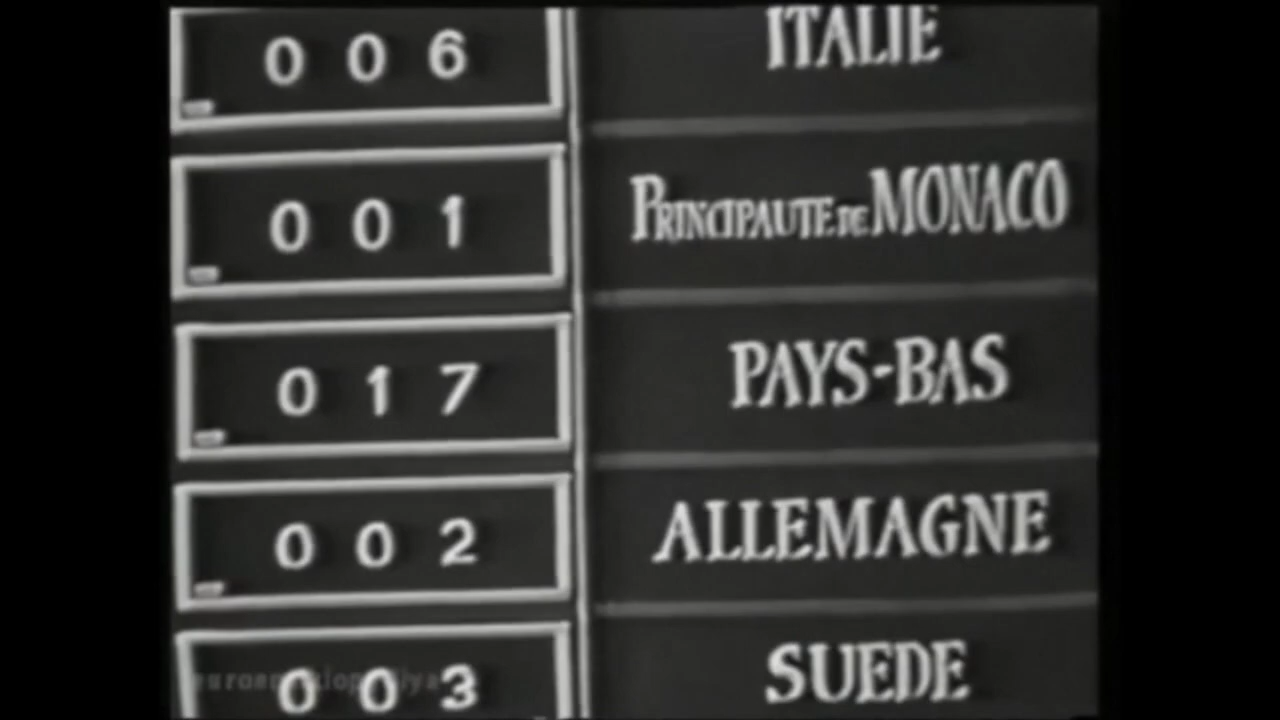 0 0 6 ITALIE
0 0 1 PRINCIPAUTE DE MONACO
0 1 7 PAYS-BAS
0 0 2 ALLEMAGNE
0 0 3 SUEDE